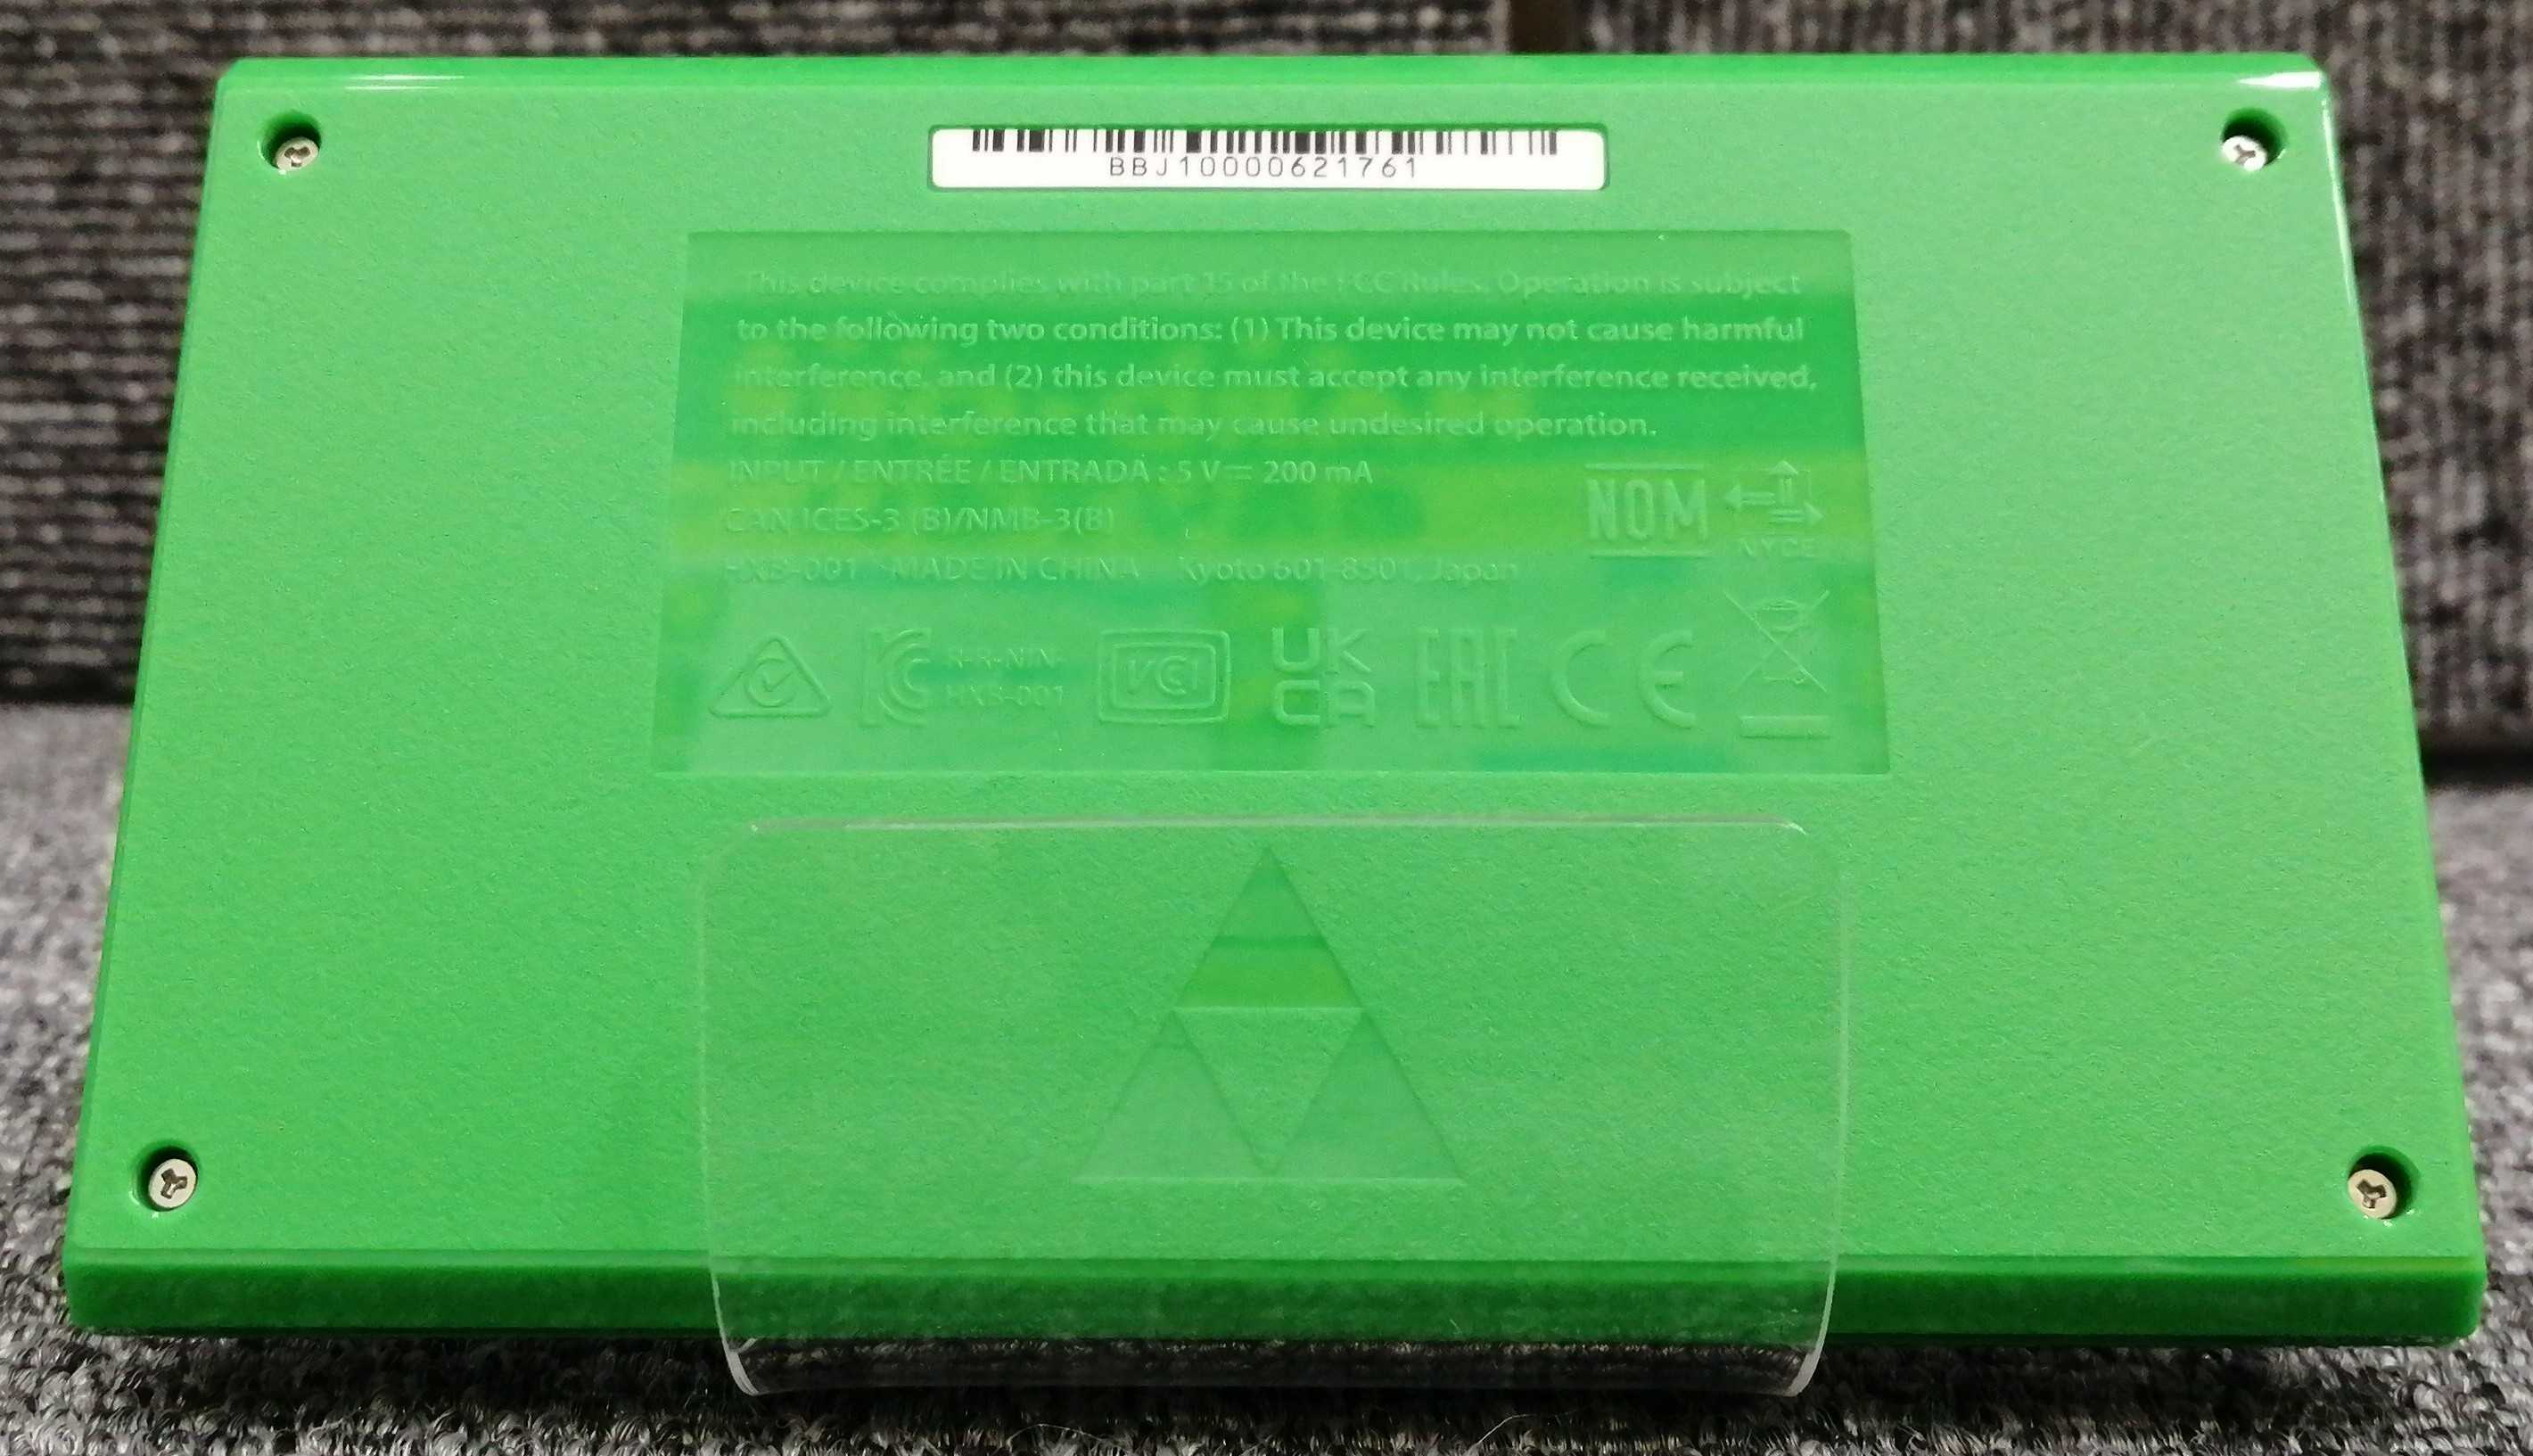 BBJ10000621761
This device complies with part 15 of the FCC Rules. Operation is subject
to the following two conditions: (1) This device may not cause harmful
interference, and (2) this device must accept any interference received,
including interference that may cause undesired operation.
INPUT / ENTRÉE / ENTRADA : 5 V⎓ 200 mA
CAN ICES-3 (B)/NMB-3(B)
HXB-001 MADE IN CHINA Kyoto 601-8501, Japan
NOM
NYCE
R-R-NIN-
HXB-001
VCI
UK
CA
EAC
CE